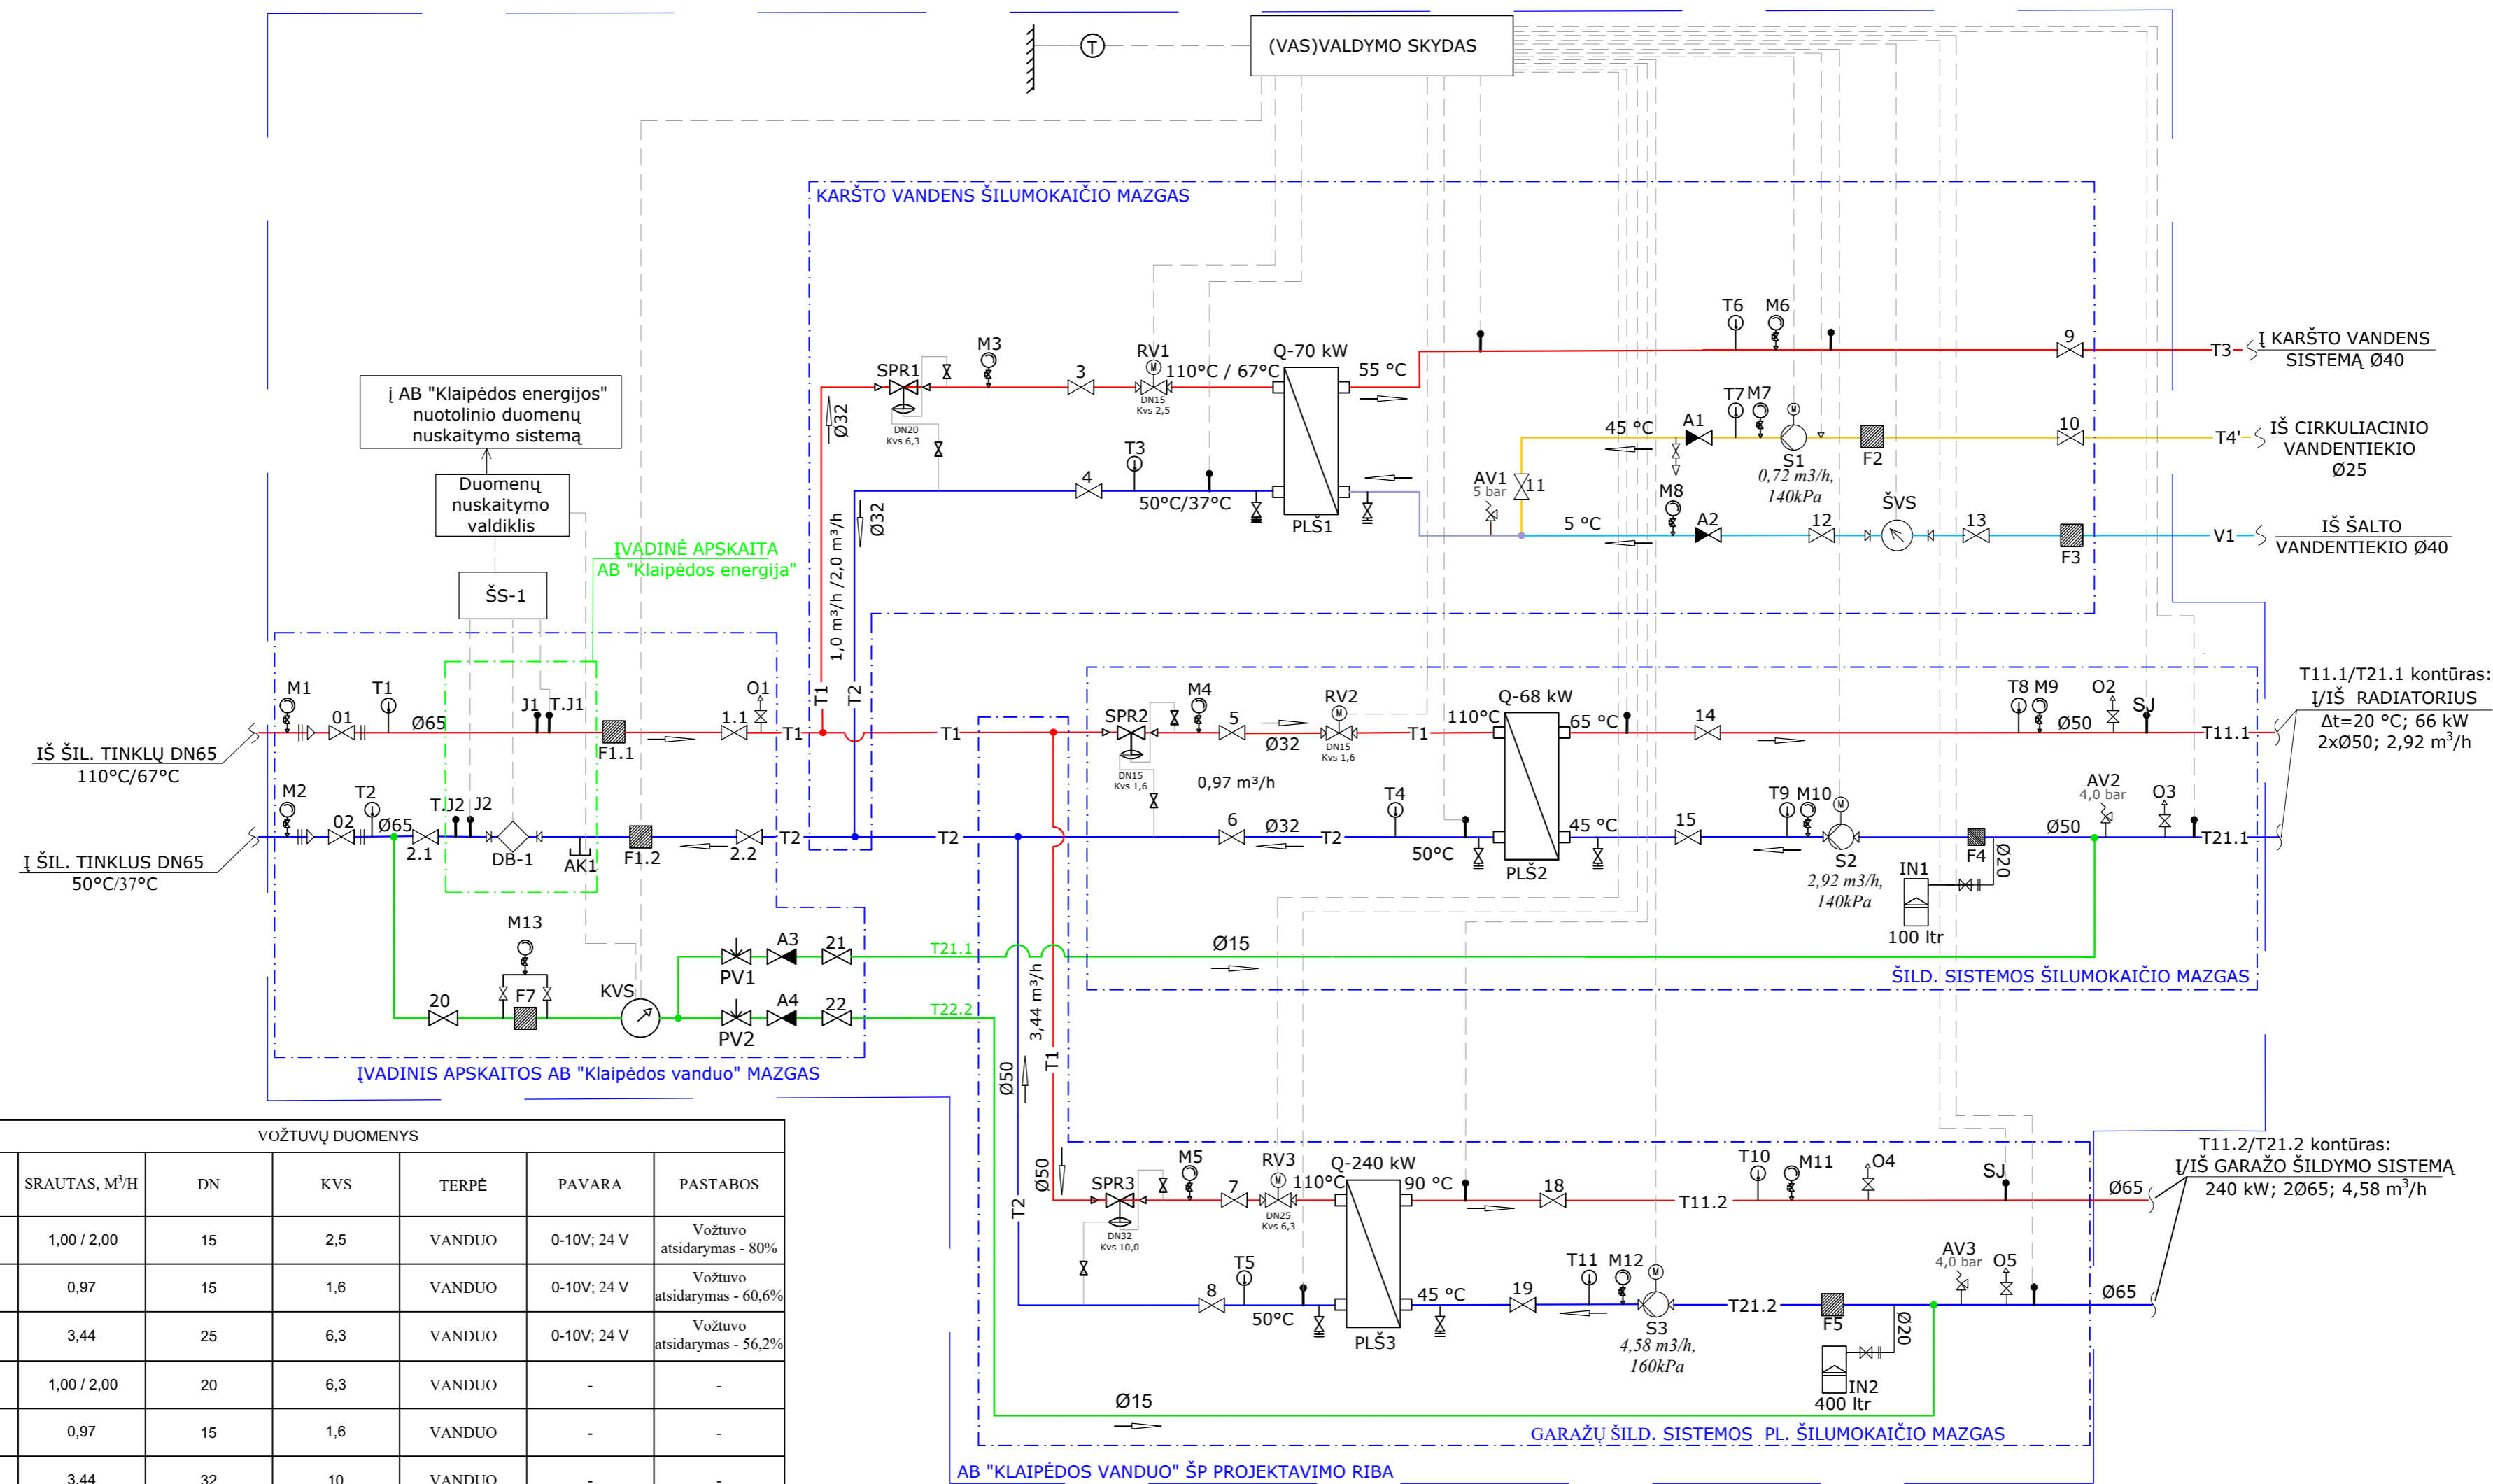 (VAS)VALDYMO SKYDAS
T
KARŠTO VANDENS ŠILUMOKAIČIO MAZGAS
į AB "Klaipėdos energijos"
nuotolinio duomenų
nuskaitymo sistemą
Duomenų
nuskaitymo
valdiklis
ŠS-1
ĮVADINĖ APSKAITA
AB "Klaipėdos energija"
SPR1
DN20
Kvs 6,3
M3
3
RV1
M
DN15
Kvs 2,5
110°C / 67°C
Q-70 kW
55 °C
T6
M6
9
T3
Į KARŠTO VANDENS
SISTEMĄ Ø40
Ø32
Ø32
1,0 m³/h /2,0 m³/h
T1
T2
4
T3
50°C/37°C
PLŠ1
45 °C
AV1
5 bar
11
A1
T7
M7
M
S1
0,72 m3/h,
140kPa
F2
10
T4'
IŠ CIRKULIACINIO
VANDENTIEKIO
Ø25
5 °C
M8
A2
12
ŠVS
13
F3
V1
IŠ ŠALTO
VANDENTIEKIO Ø40
IŠ ŠIL. TINKLŲ DN65
110°C/67°C
M1
01
T1
Ø65
J1
T.J1
F1.1
1.1
O1
T1
T1
Į ŠIL. TINKLUS DN65
50°C/37°C
M2
02
T2
Ø65
2.1
T.J2
J2
DB-1
AK1
F1.2
2.2
T2
T2
SPR2
DN15
Kvs 1,6
M4
5
Ø32
RV2
M
DN15
Kvs 1,6
T1
110°C
Q-68 kW
65 °C
14
T8
M9
Ø50
O2
SJ
T11.1
T11.1/T21.1 kontūras:
Į/IŠ RADIATORIUS
Δt=20 °C; 66 kW
2xØ50; 2,92 m³/h
0,97 m³/h
6
Ø32
T2
T4
50°C
PLŠ2
45 °C
15
T9
M10
M
S2
2,92 m3/h,
140kPa
F4
Ø20
IN1
100 ltr
Ø50
AV2
4,0 bar
O3
T21.1
M13
20
F7
KVS
PV1
A3
21
T21.1
Ø15
PV2
A4
22
T22.2
ŠILD. SISTEMOS ŠILUMOKAIČIO MAZGAS
ĮVADINIS APSKAITOS AB "Klaipėdos vanduo" MAZGAS
3,44 m³/h
T1
Ø50
Ø50
T2
SPR3
DN32
Kvs 10,0
M5
7
RV3
M
DN25
Kvs 6,3
110°C
Q-240 kW
90 °C
18
T11.2
T10
M11
O4
SJ
Ø65
T11.2/T21.2 kontūras:
Į/IŠ GARAŽO ŠILDYMO SISTEMĄ
240 kW; 2Ø65; 4,58 m³/h
8
T5
50°C
PLŠ3
45 °C
19
T11
M12
M
S3
4,58 m3/h,
160kPa
T21.2
F5
Ø20
IN2
400 ltr
AV3
4,0 bar
O5
Ø65
Ø15
GARAŽŲ ŠILD. SISTEMOS PL. ŠILUMOKAIČIO MAZGAS
AB "KLAIPĖDOS VANDUO" ŠP PROJEKTAVIMO RIBA
VOŽTUVŲ DUOMENYS
SRAUTAS, M³/H DN KVS TERPĖ PAVARA PASTABOS
1,00 / 2,00 15 2,5 VANDUO 0-10V; 24 V Vožtuvo atsidarymas - 80%
0,97 15 1,6 VANDUO 0-10V; 24 V Vožtuvo atsidarymas - 60,6%
3,44 25 6,3 VANDUO 0-10V; 24 V Vožtuvo atsidarymas - 56,2%
1,00 / 2,00 20 6,3 VANDUO - -
0,97 15 1,6 VANDUO - -
3,44 32 10 VANDUO - -